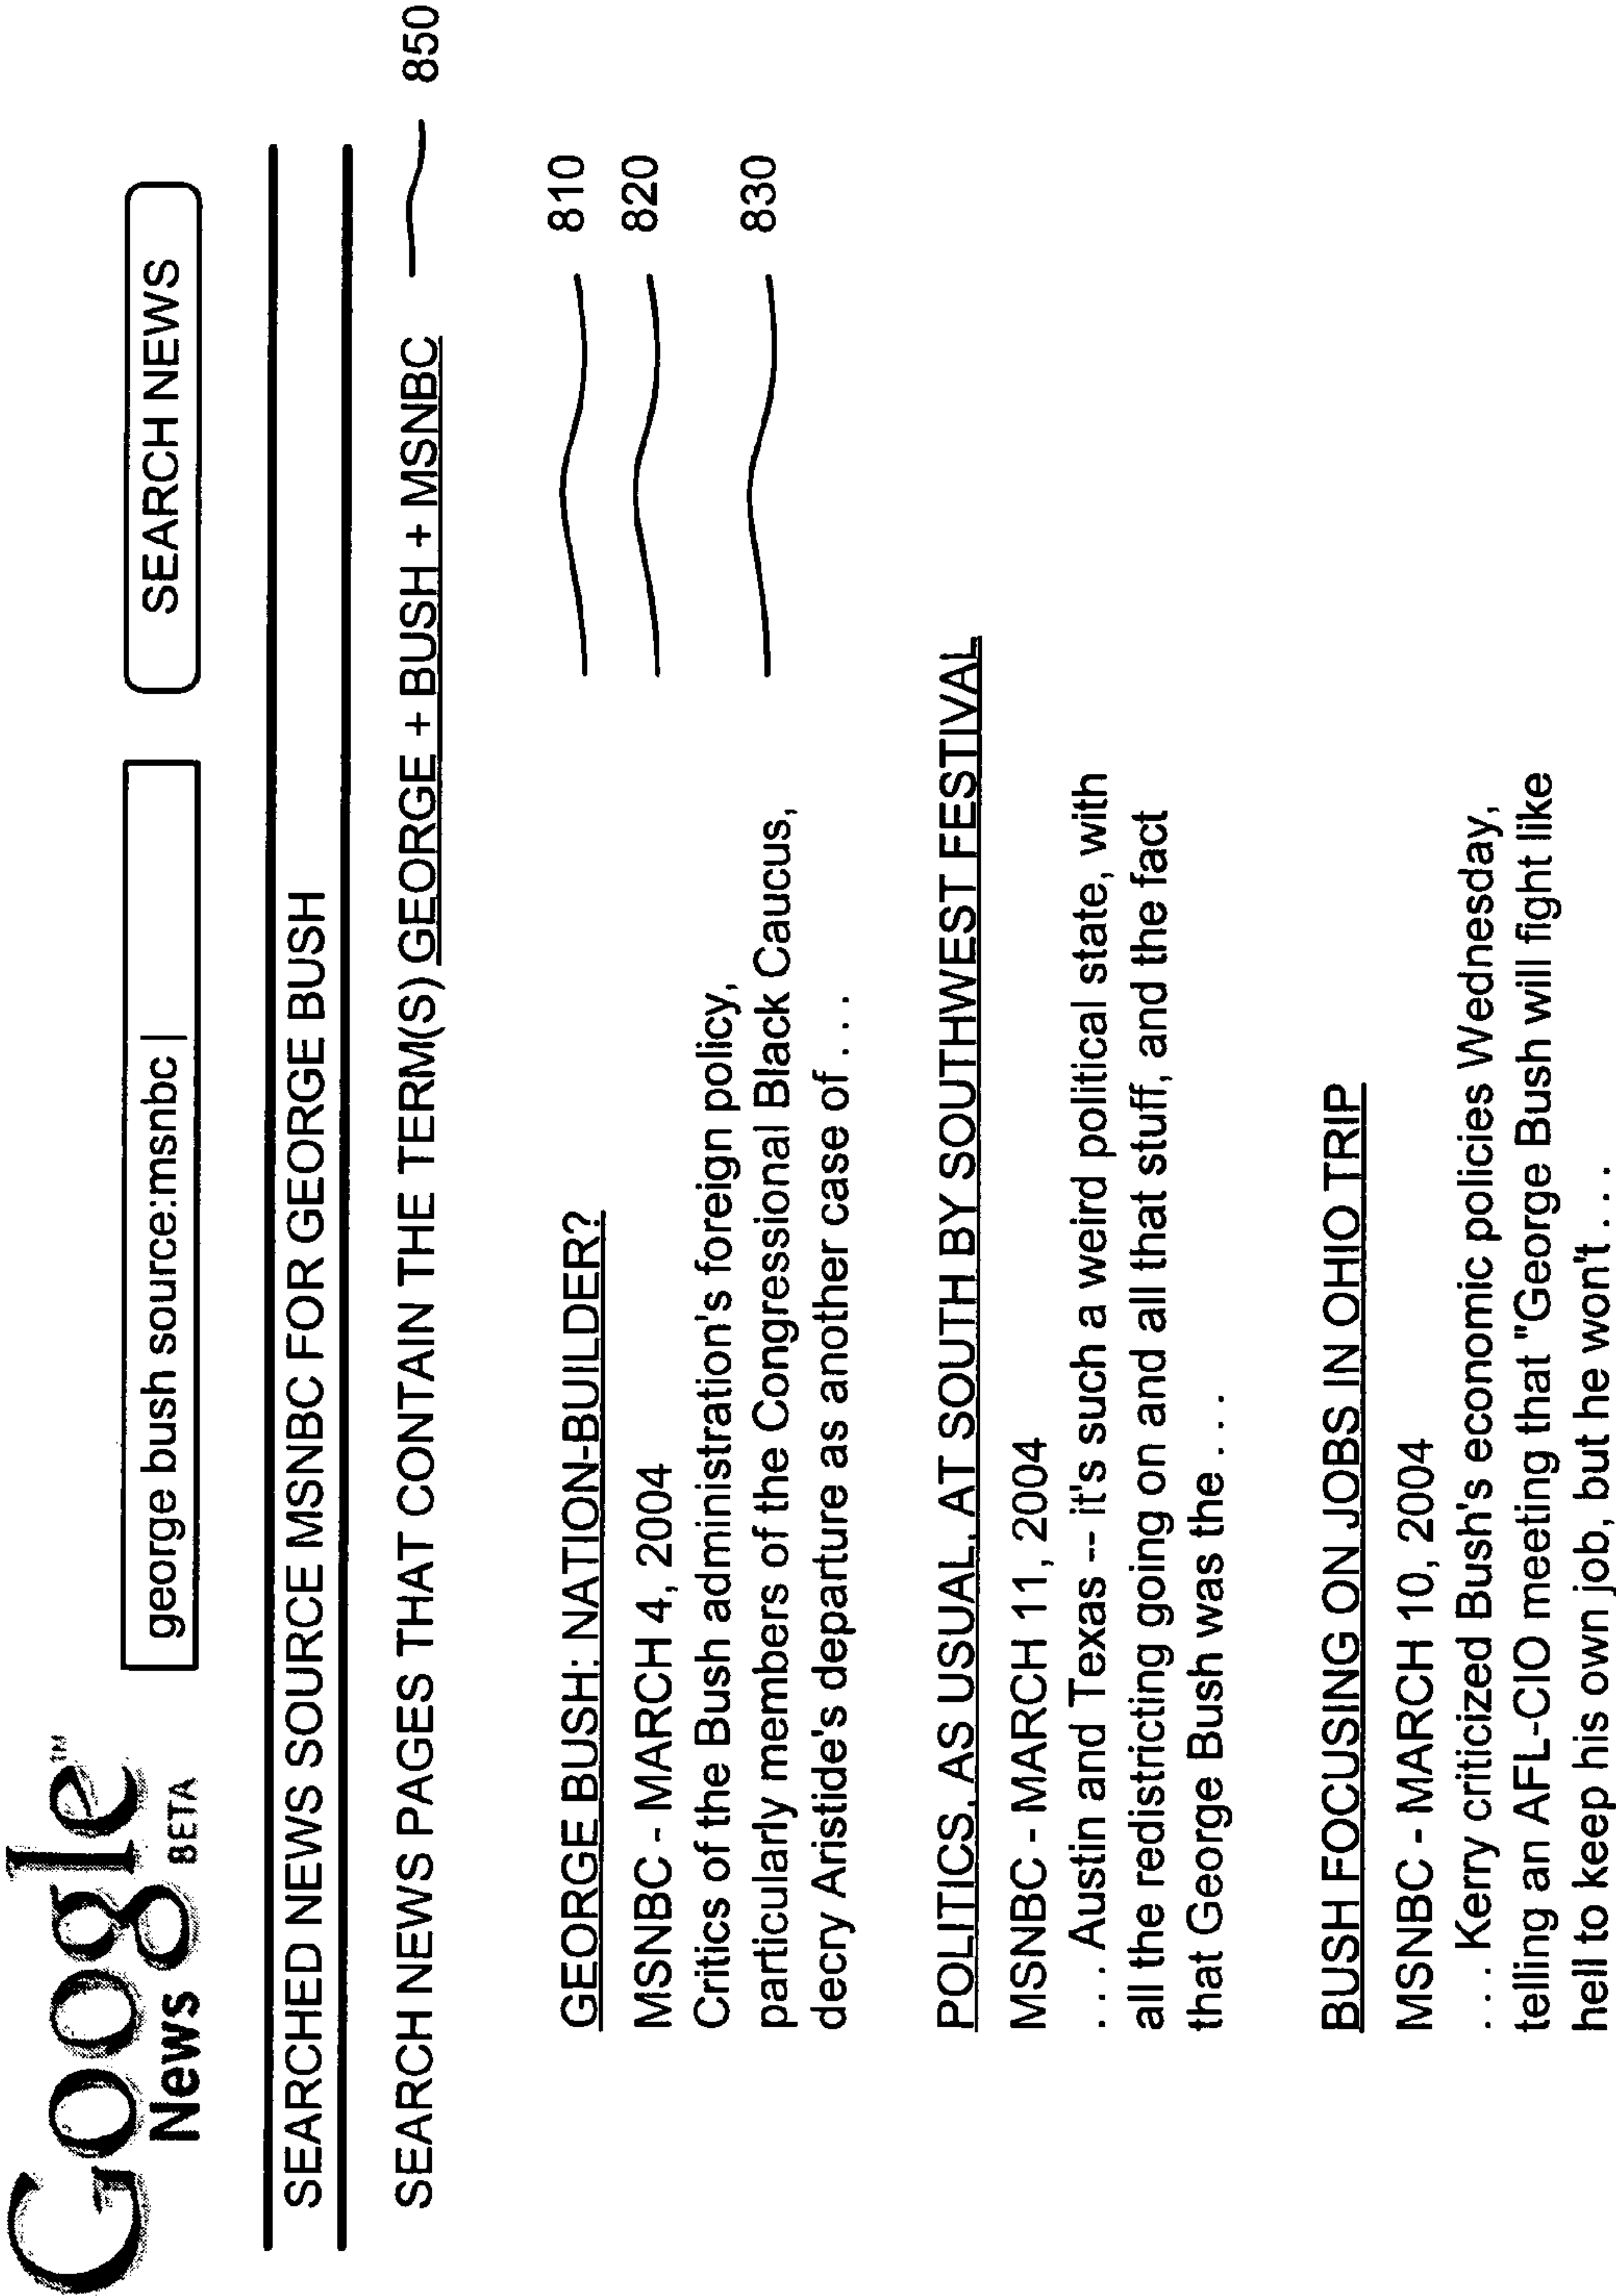 Google™
News BETA
george bush source:msnbc|
SEARCH NEWS
SEARCHED NEWS SOURCE MSNBC FOR GEORGE BUSH
SEARCH NEWS PAGES THAT CONTAIN THE TERM(S) GEORGE + BUSH + MSNBC 850
GEORGE BUSH: NATION-BUILDER? 810
MSNBC - MARCH 4, 2004 820
Critics of the Bush administration's foreign policy,
particularly members of the Congressional Black Caucus, 830
decry Aristide's departure as another case of . . .
POLITICS, AS USUAL, AT SOUTH BY SOUTHWEST FESTIVAL
MSNBC - MARCH 11, 2004
. . . Austin and Texas -- it's such a weird political state, with
all the redistricting going on and all that stuff, and the fact
that George Bush was the . . .
BUSH FOCUSING ON JOBS IN OHIO TRIP
MSNBC - MARCH 10, 2004
. . . Kerry criticized Bush's economic policies Wednesday,
telling an AFL-CIO meeting that "George Bush will fight like
hell to keep his own job, but he won't . . .